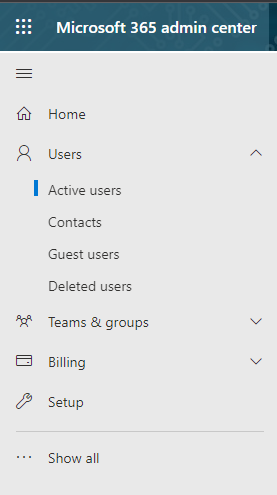 Microsoft 365 admin center
Home
Users
Active users
Contacts
Guest users
Deleted users
Teams & groups
Billing
Setup
Show all